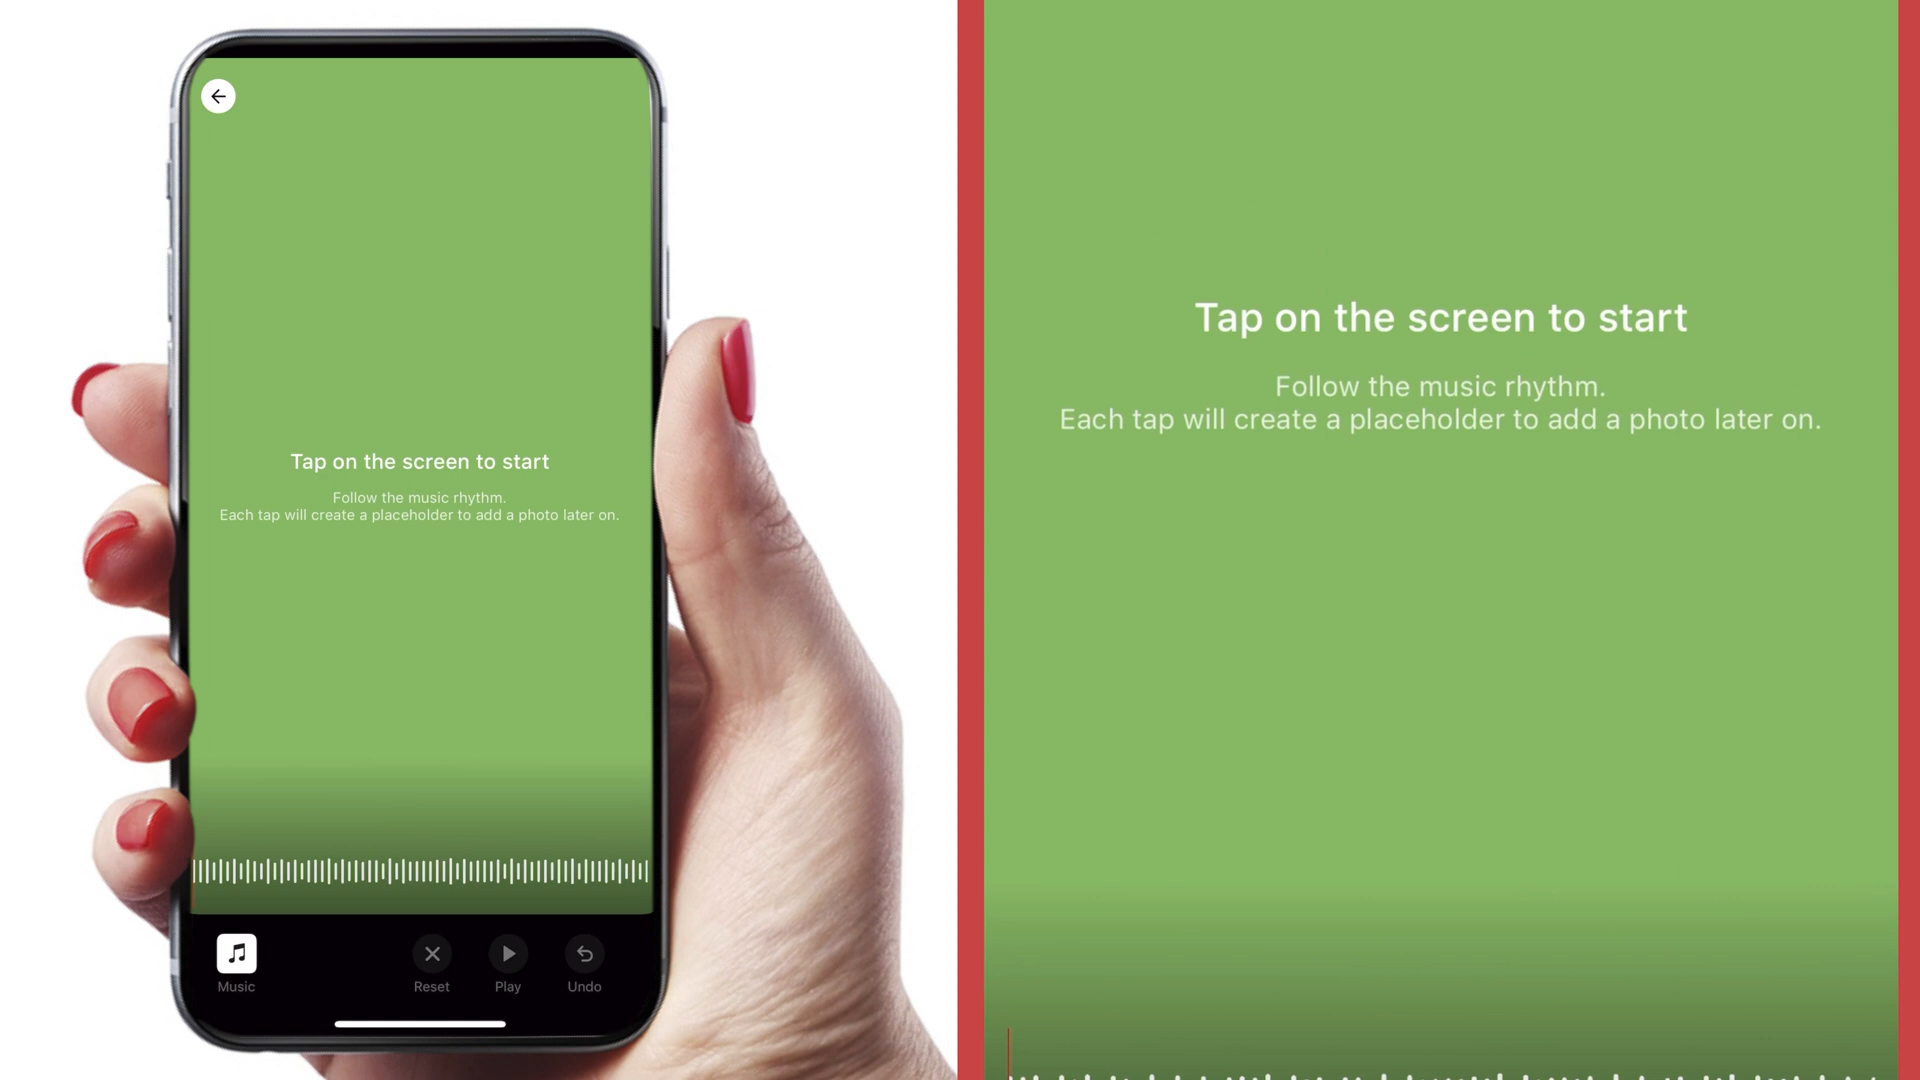 Tap on the screen to start
Follow the music rhythm.
Each tap will create a placeholder to add a photo later on.
Music
Reset
Play
Undo
Tap on the screen to start
Follow the music rhythm.
Each tap will create a placeholder to add a photo later on.